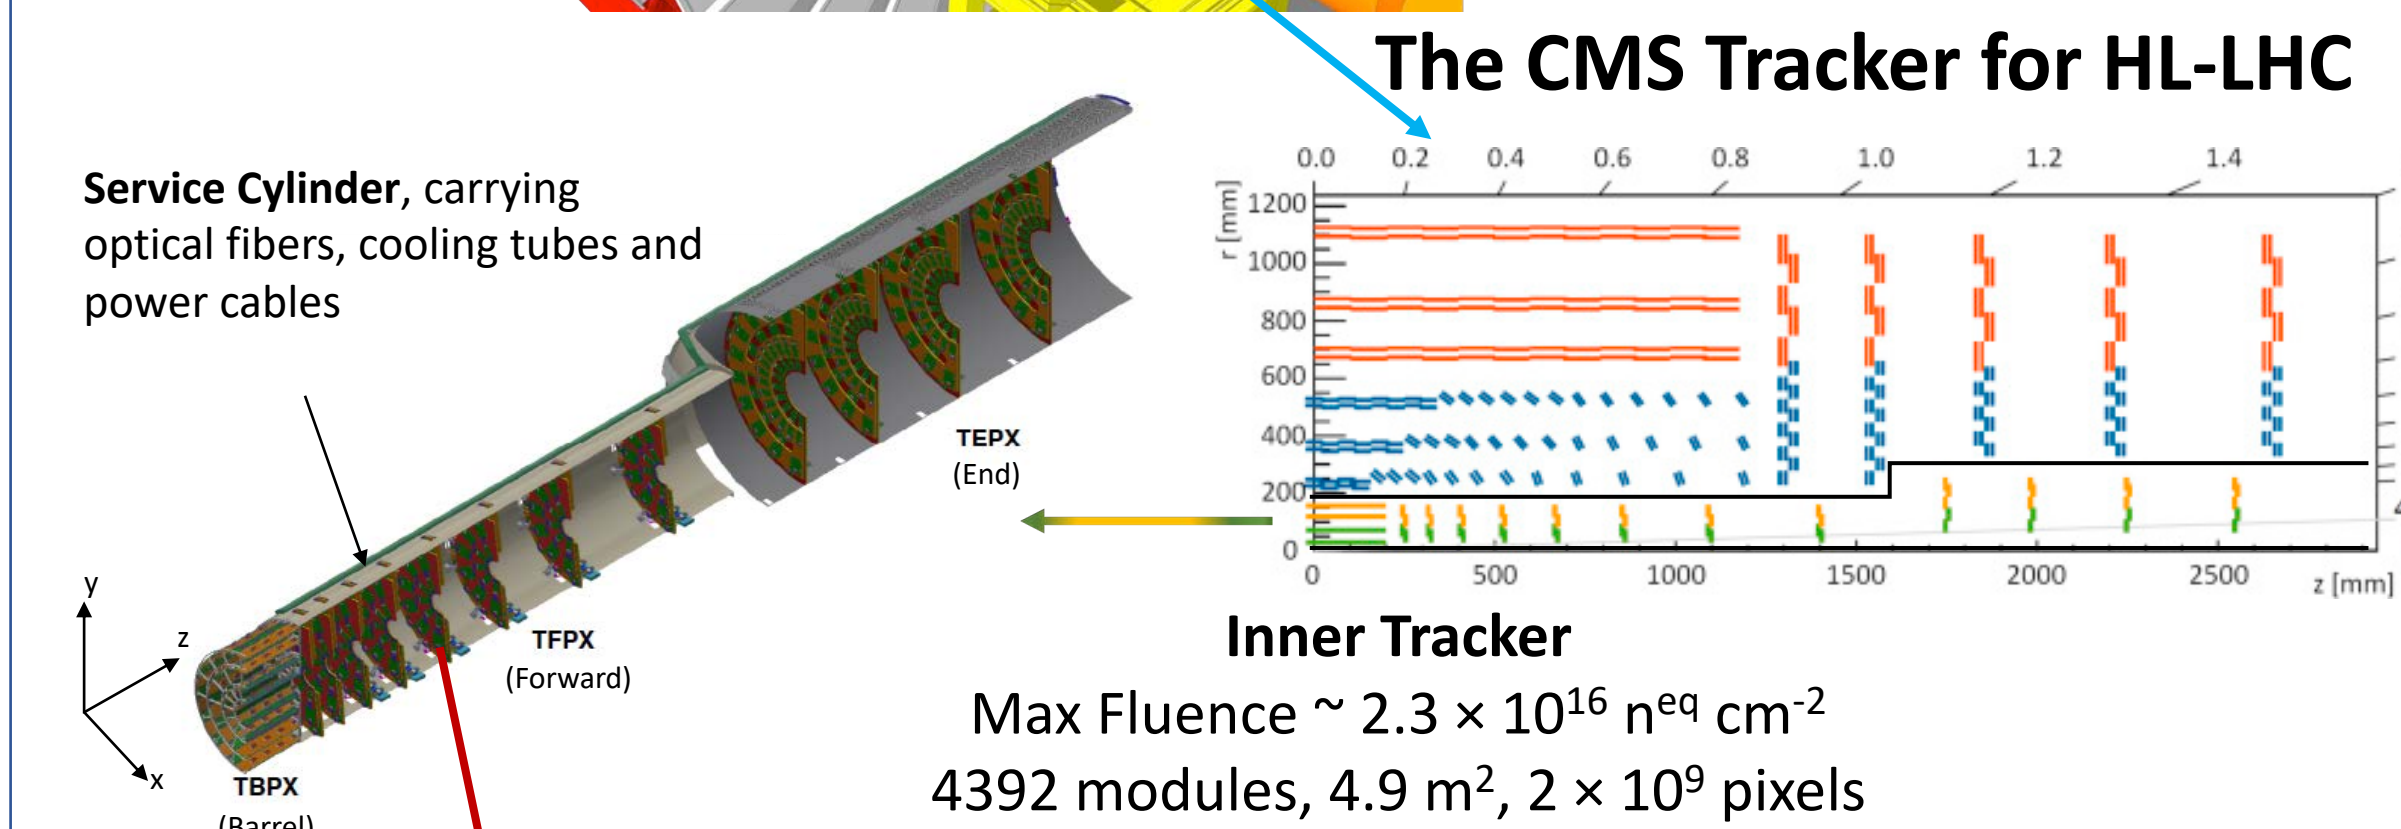 The CMS Tracker for HL-LHC
Service Cylinder, carrying
optical fibers, cooling tubes and
power cables
0.0 0.2 0.4 0.6 0.8 1.0 1.2 1.4
r [mm]
1200
1000
800
600
400
200
0
0 500 1000 1500 2000 2500 z [mm]
TEPX
(End)
TFPX
(Forward)
TBPX
(Barrel)
y
z
x
Inner Tracker
Max Fluence ~ 2.3 × 10¹⁶ nᵉᑫ cm⁻²
4392 modules, 4.9 m², 2 × 10⁹ pixels